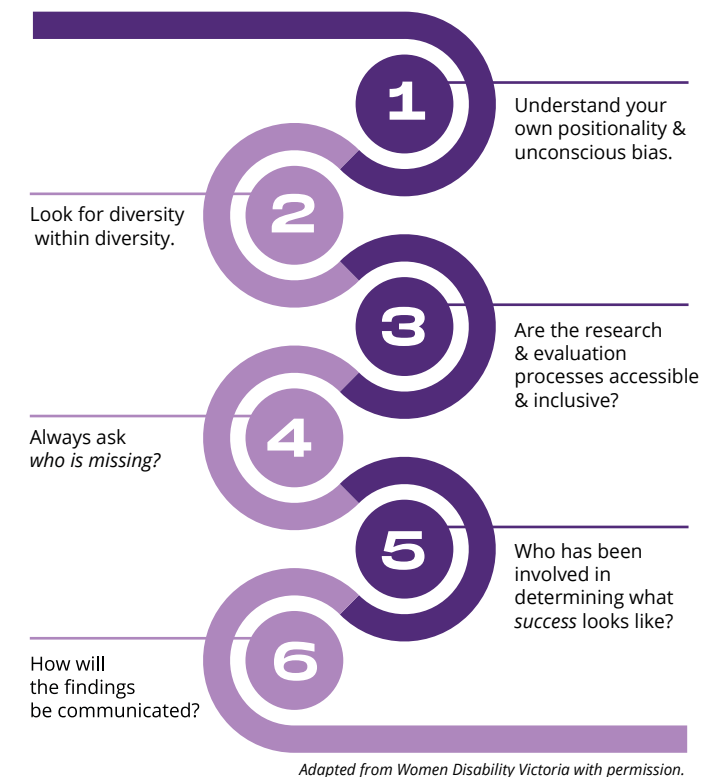 1
Understand your
own positionality &
unconscious bias.
2
Look for diversity
within diversity.
3
Are the research
& evaluation
processes accessible
& inclusive?
4
Always ask
who is missing?
5
Who has been
involved in
determining what
success looks like?
6
How will
the findings
be communicated?
Adapted from Women Disability Victoria with permission.